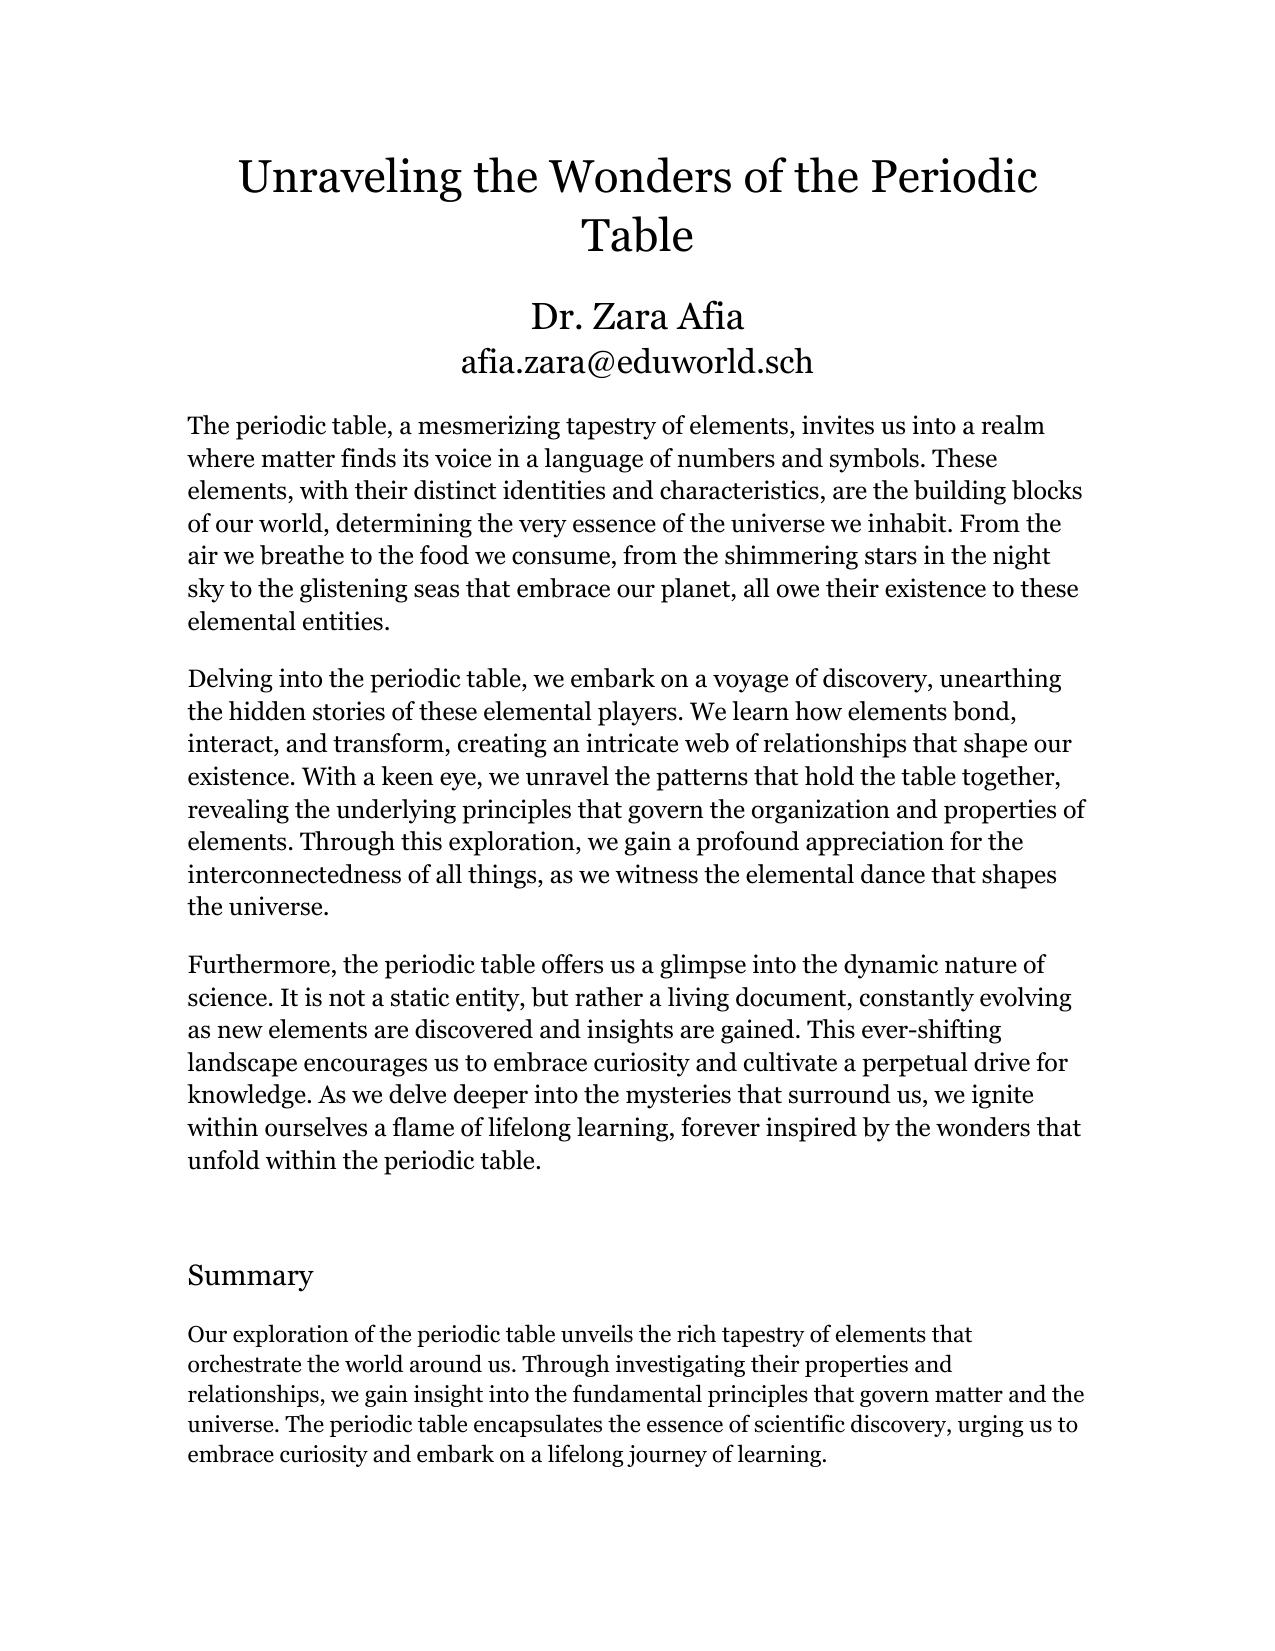 Unraveling the Wonders of the Periodic
Table
Dr. Zara Afia
afia.zara@eduworld.sch
The periodic table, a mesmerizing tapestry of elements, invites us into a realm
where matter finds its voice in a language of numbers and symbols. These
elements, with their distinct identities and characteristics, are the building blocks
of our world, determining the very essence of the universe we inhabit. From the
air we breathe to the food we consume, from the shimmering stars in the night
sky to the glistening seas that embrace our planet, all owe their existence to these
elemental entities.
Delving into the periodic table, we embark on a voyage of discovery, unearthing
the hidden stories of these elemental players. We learn how elements bond,
interact, and transform, creating an intricate web of relationships that shape our
existence. With a keen eye, we unravel the patterns that hold the table together,
revealing the underlying principles that govern the organization and properties of
elements. Through this exploration, we gain a profound appreciation for the
interconnectedness of all things, as we witness the elemental dance that shapes
the universe.
Furthermore, the periodic table offers us a glimpse into the dynamic nature of
science. It is not a static entity, but rather a living document, constantly evolving
as new elements are discovered and insights are gained. This ever-shifting
landscape encourages us to embrace curiosity and cultivate a perpetual drive for
knowledge. As we delve deeper into the mysteries that surround us, we ignite
within ourselves a flame of lifelong learning, forever inspired by the wonders that
unfold within the periodic table.
Summary
Our exploration of the periodic table unveils the rich tapestry of elements that
orchestrate the world around us. Through investigating their properties and
relationships, we gain insight into the fundamental principles that govern matter and the
universe. The periodic table encapsulates the essence of scientific discovery, urging us to
embrace curiosity and embark on a lifelong journey of learning.